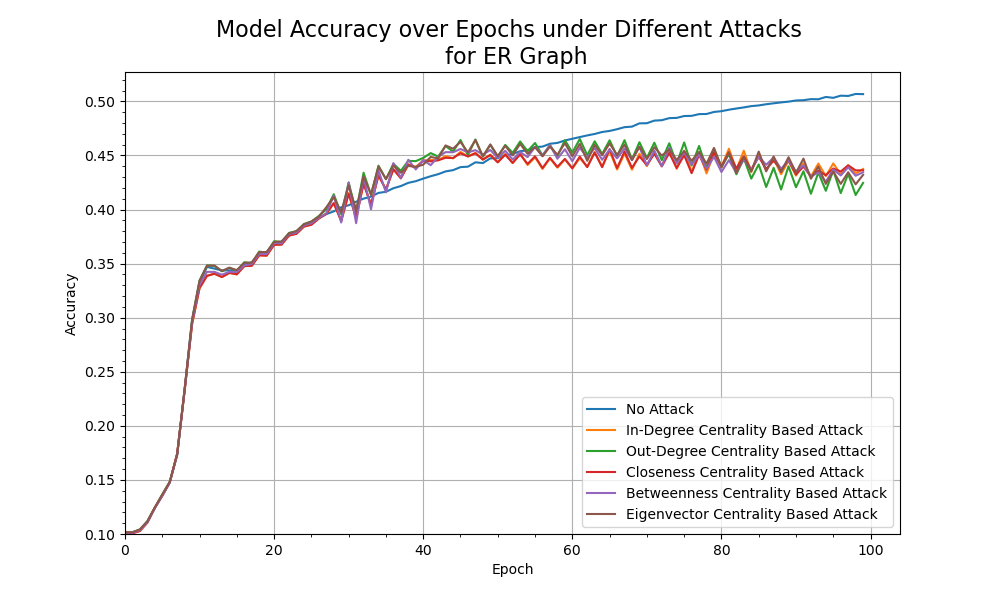 Model Accuracy over Epochs under Different Attacks
for ER Graph
Accuracy
0.50
0.45
0.40
0.35
0.30
0.25
0.20
0.15
0.10
0 20 40 60 80 100
Epoch
No Attack
In-Degree Centrality Based Attack
Out-Degree Centrality Based Attack
Closeness Centrality Based Attack
Betweenness Centrality Based Attack
Eigenvector Centrality Based Attack